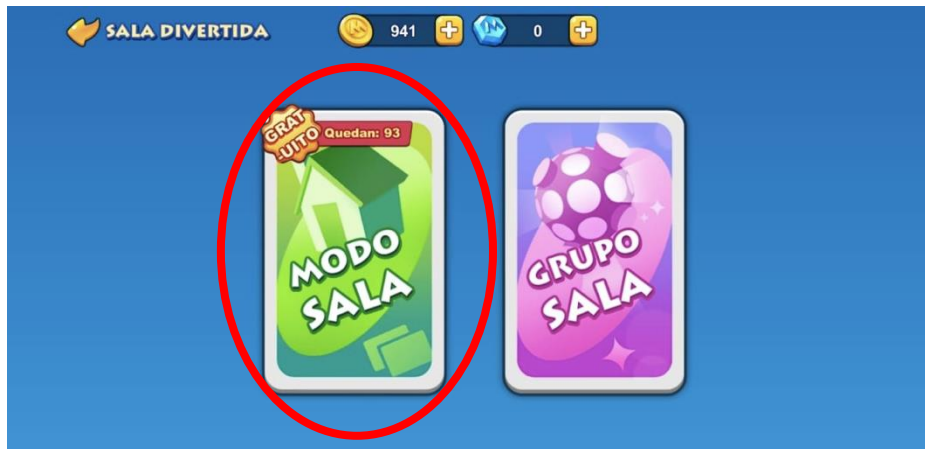 SALA DIVERTIDA
941
0
GRAT
-UITO
Quedan: 93
MODO
SALA
GRUPO
SALA